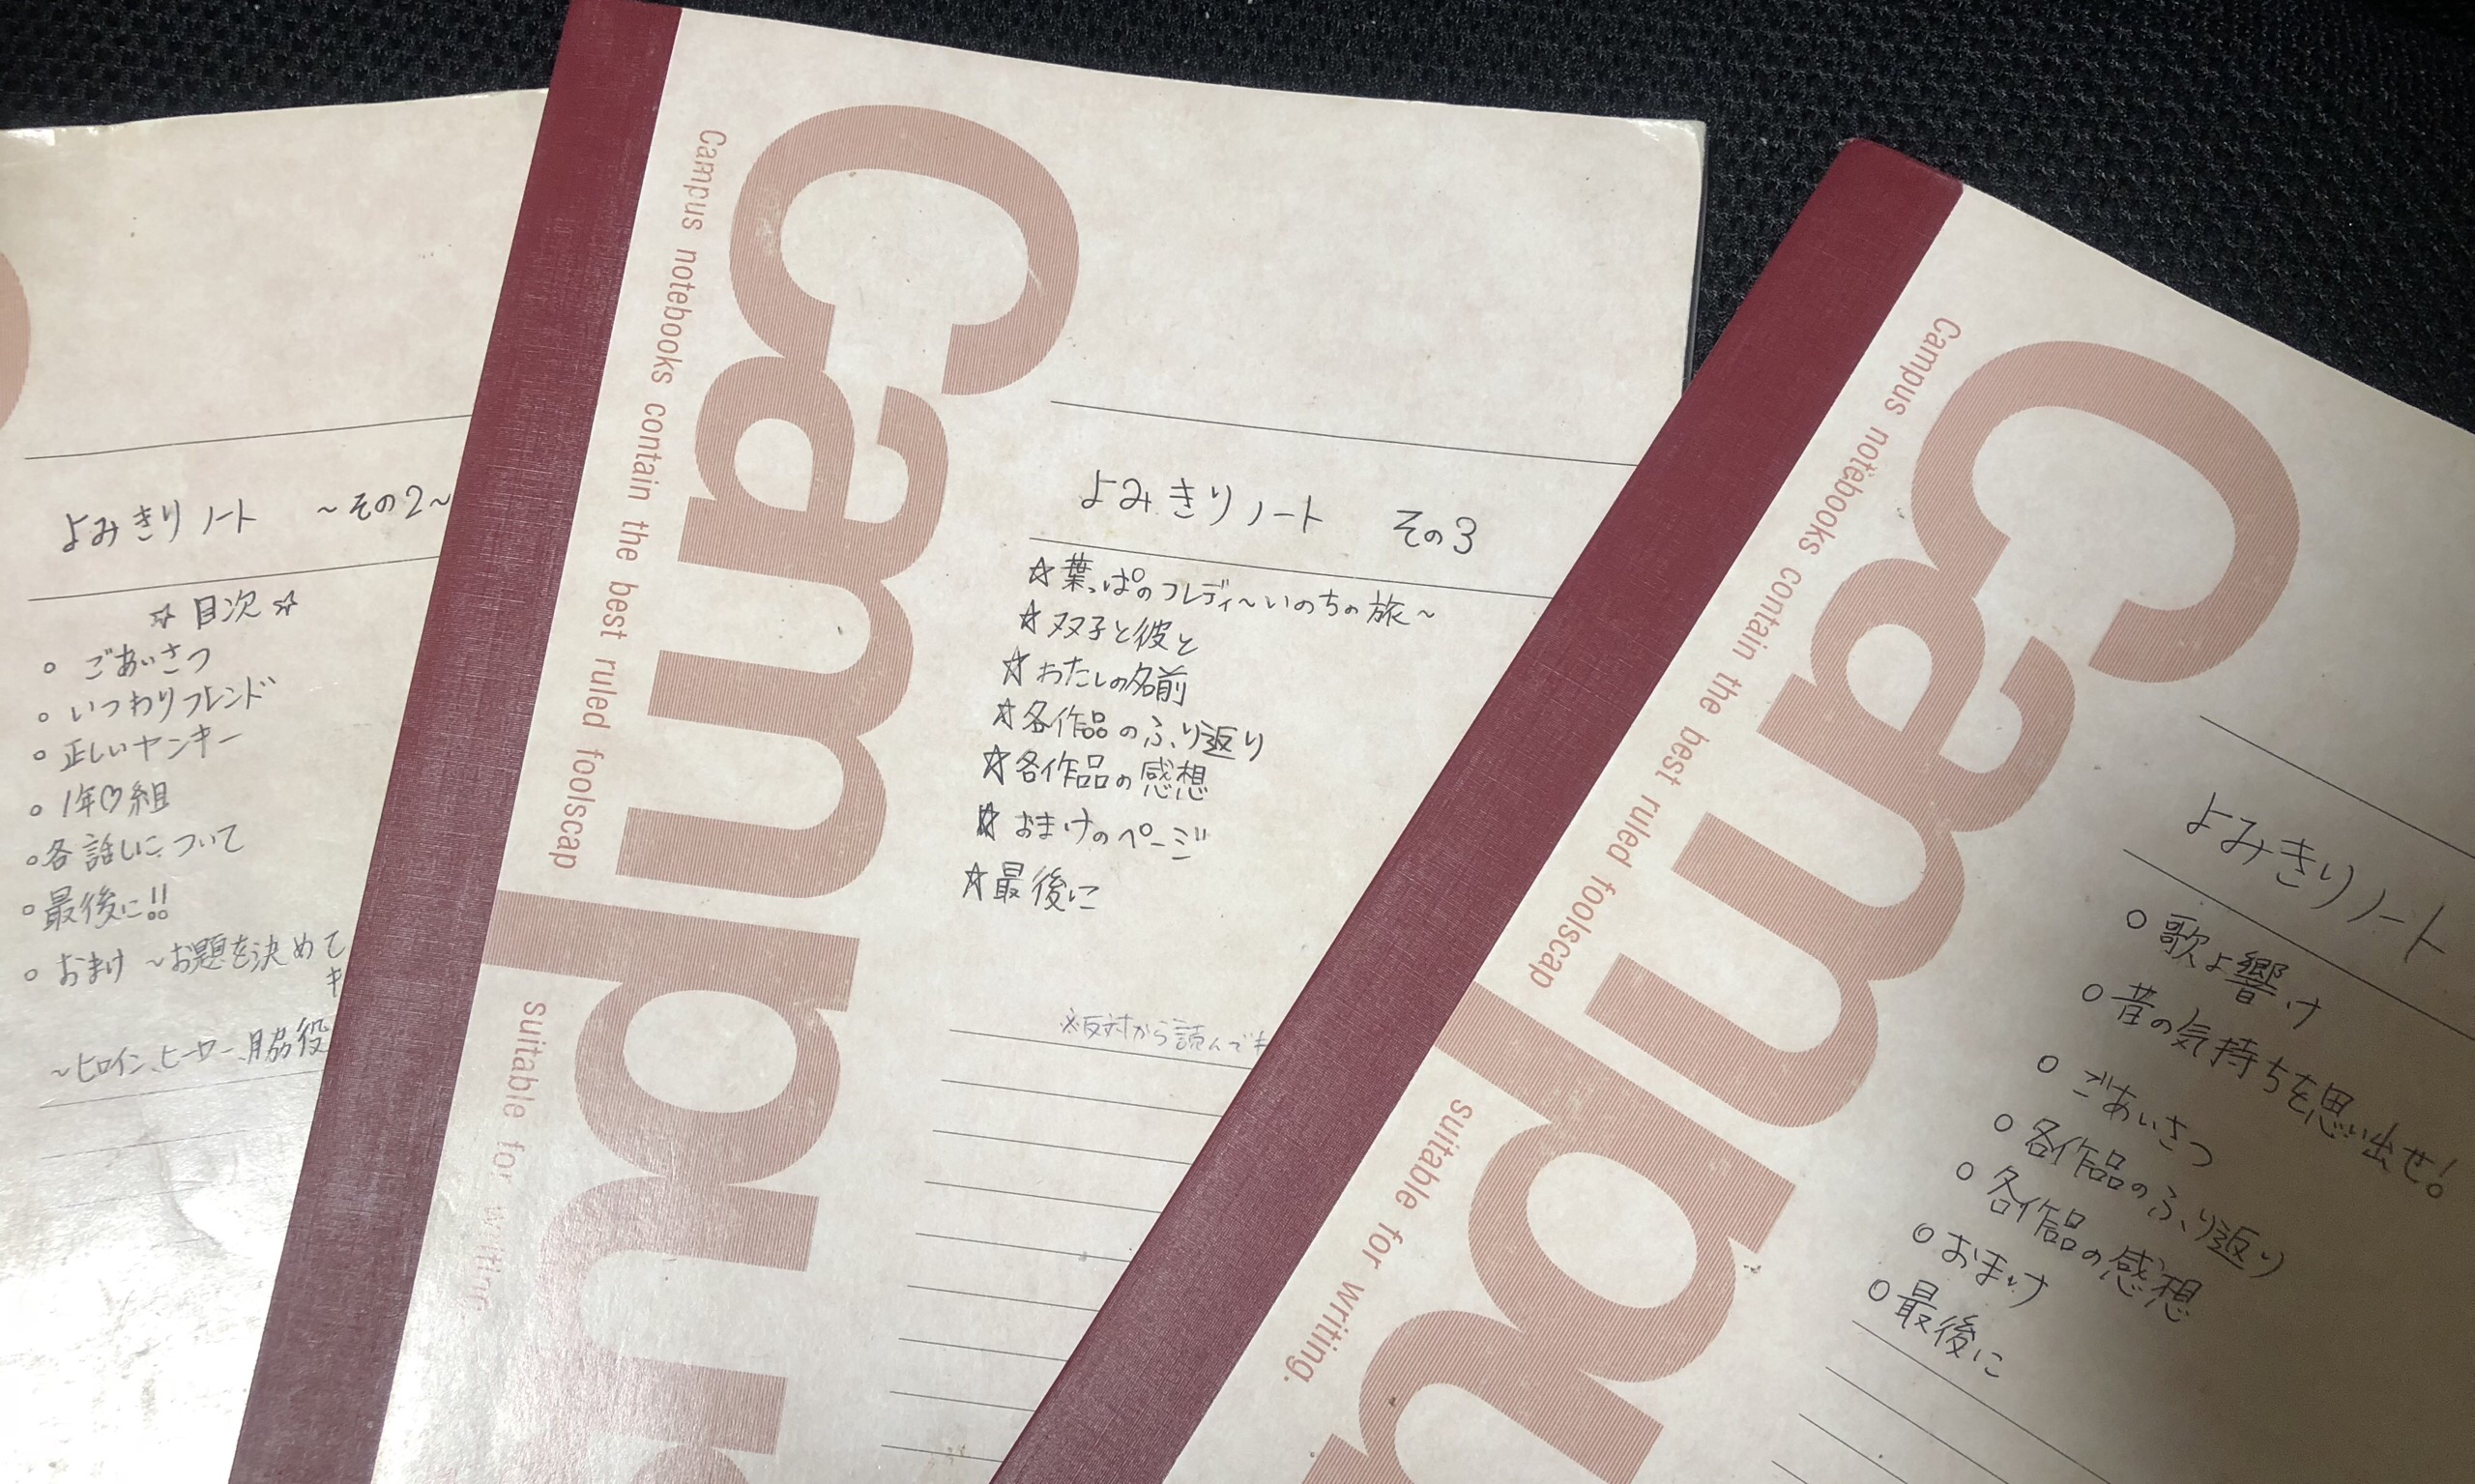 よみきりノート ～その2～
☆ 目次 ☆
○ ごあいさつ
○ いつわりフレンド
○ 正しいヤンキー
○ 1年♡組
○ 各話について
○ 最後に!!
○ おまけ ～お題を決めて
キ
～ヒロイン、ヒーロー、脇役
Campus
Campus notebooks contain the best ruled foolscap
suitable for writing
よみきりノート その3
☆ 葉っぱのフレディ～いのちの旅～
☆ 双子と彼と
☆ わたしの名前
☆ 各作品のふり返り
☆ 各作品の感想
☆ おまけのページ
☆ 最後に
※反対から読んでも
Campus
Campus notebooks contain the best ruled foolscap
suitable for writing.
よみきりノート
○ 歌よ響け
○ 昔の気持ちを思い出せ!
○ ごあいさつ
○ 各作品のふり返り
○ 各作品の感想
◎ おまけ
○ 最後に